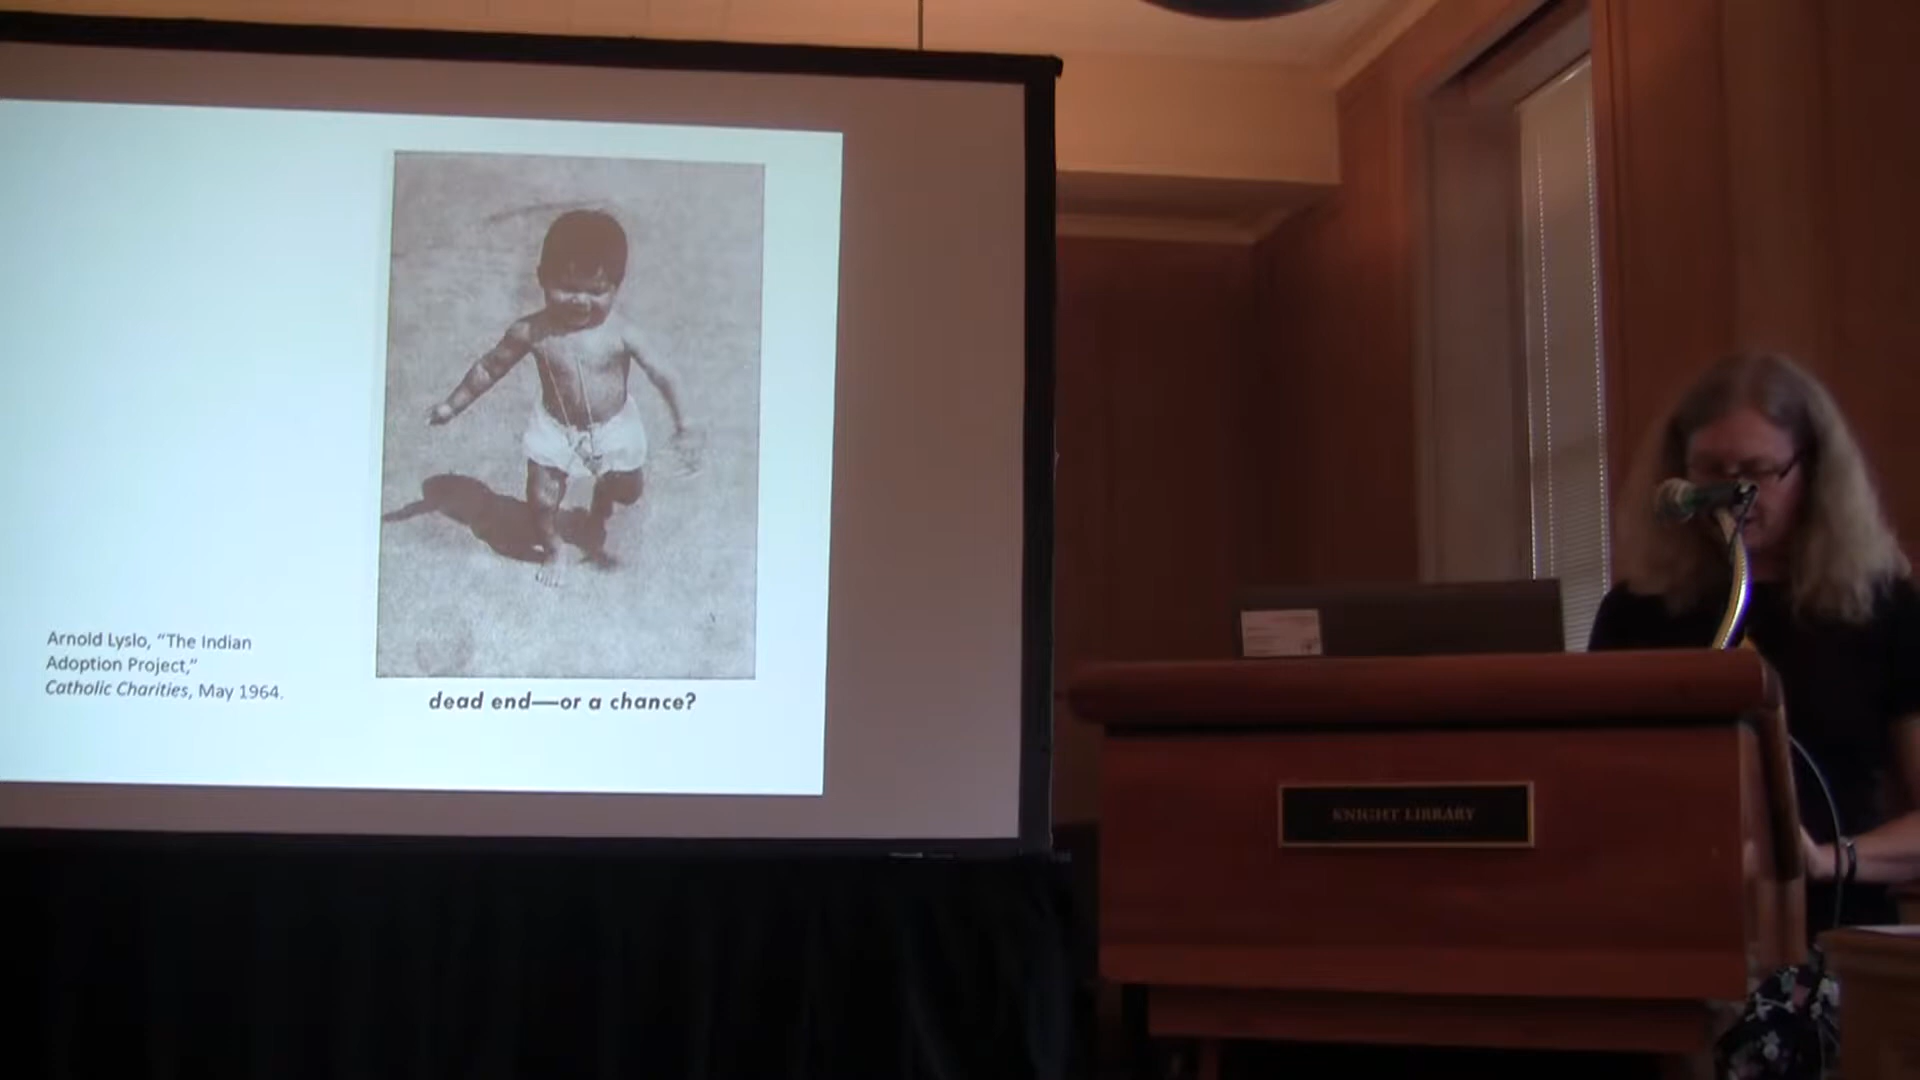 Arnold Lyslo, “The Indian
Adoption Project,”
Catholic Charities, May 1964.
dead end—or a chance?
KNIGHT LIBRARY